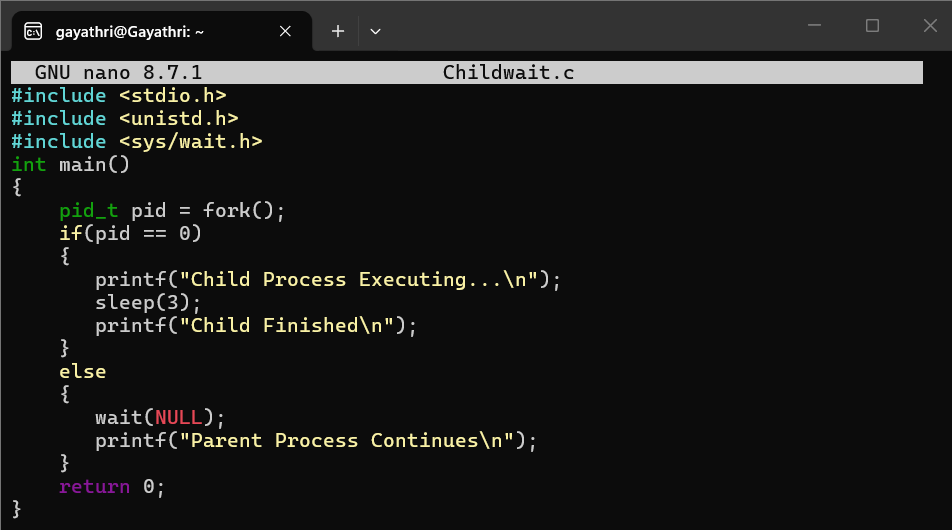 gayathri@Gayathri: ~
GNU nano 8.7.1 Childwait.c
#include <stdio.h>
#include <unistd.h>
#include <sys/wait.h>
int main()
{
    pid_t pid = fork();
    if(pid == 0)
    {
       printf("Child Process Executing...\n");
       sleep(3);
       printf("Child Finished\n");
    }
    else
    {
       wait(NULL);
       printf("Parent Process Continues\n");
    }
    return 0;
}